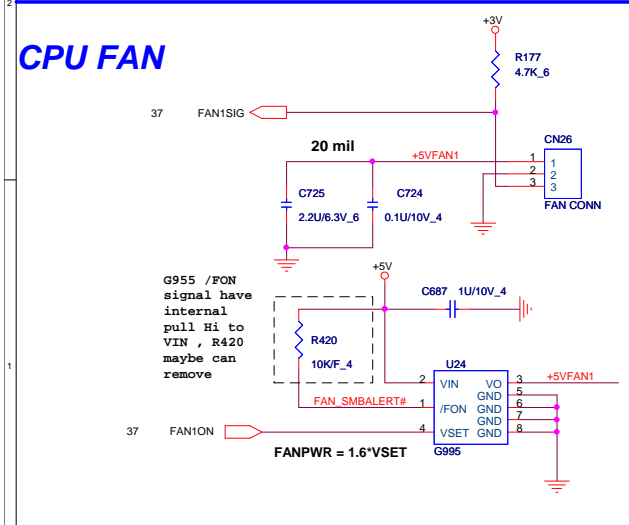 2
CPU FAN
+3V
R177
4.7K_6
37 FAN1SIG
20 mil
+5VFAN1
CN26
1 1
2 2
3 3
FAN CONN
C725
2.2U/6.3V_6
C724
0.1U/10V_4
G955 /FON
signal have
internal
pull Hi to
VIN , R420
maybe can
remove
+5V
C687 1U/10V_4
R420
10K/F_4
1
U24
2 VIN VO 3 +5VFAN1
GND 5
FAN_SMBALERT# 1 /FON GND 6
GND 7
37 FAN1ON 4 VSET GND 8
FANPWR = 1.6*VSET
G995